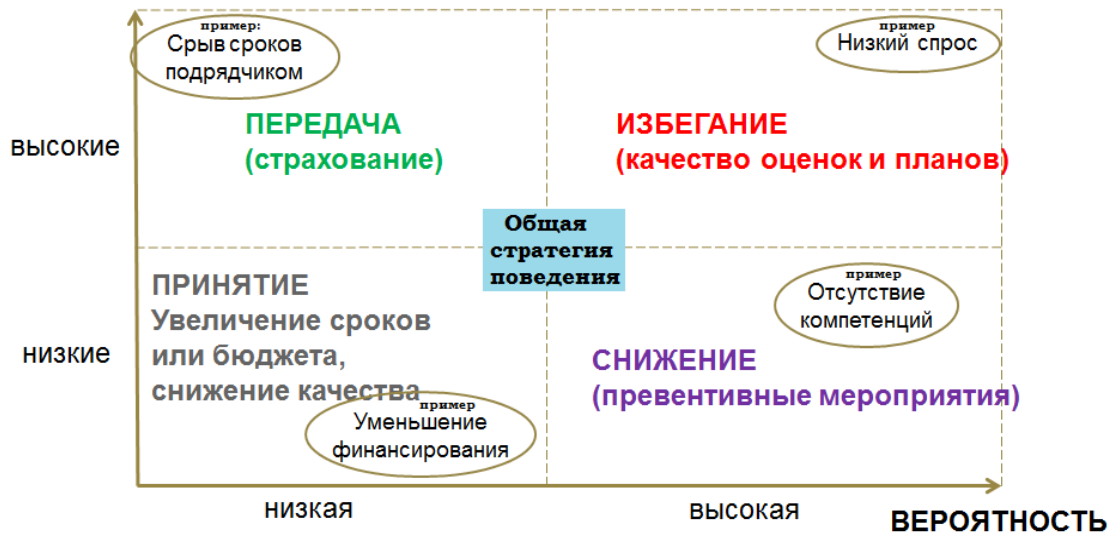 пример:
Срыв сроков
подрядчиком
пример
Низкий спрос
высокие
ПЕРЕДАЧА
(страхование)
ИЗБЕГАНИЕ
(качество оценок и планов)
Общая
стратегия
поведения
низкие
ПРИНЯТИЕ
Увеличение сроков
или бюджета,
снижение качества
пример
Уменьшение
финансирования
пример
Отсутствие
компетенций
СНИЖЕНИЕ
(превентивные мероприятия)
низкая
высокая
ВЕРОЯТНОСТЬ